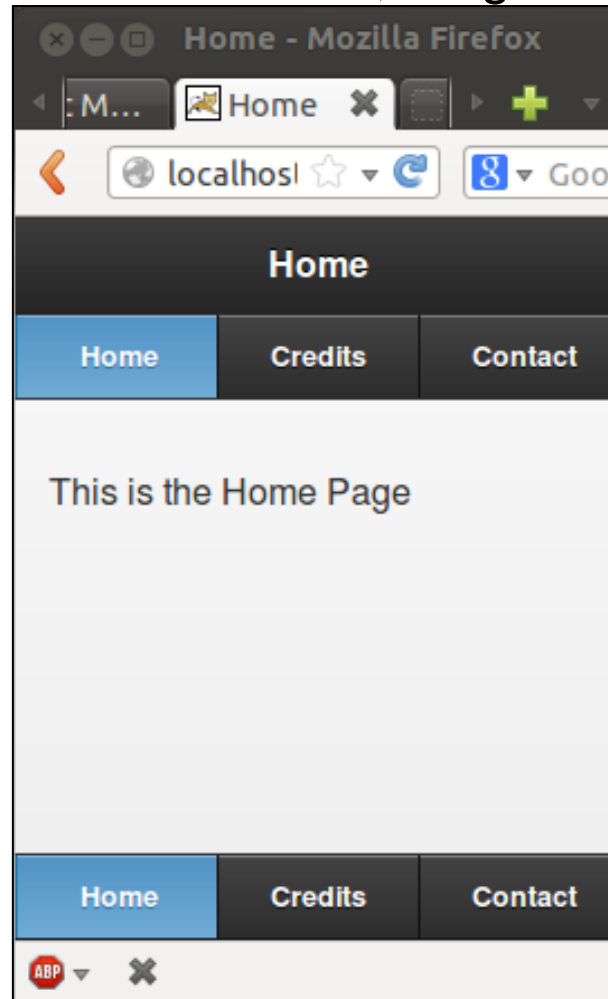 Home - Mozilla Firefox
: M... Home
localhos Goo
Home
Home Credits Contact
This is the Home Page
Home Credits Contact
ABP